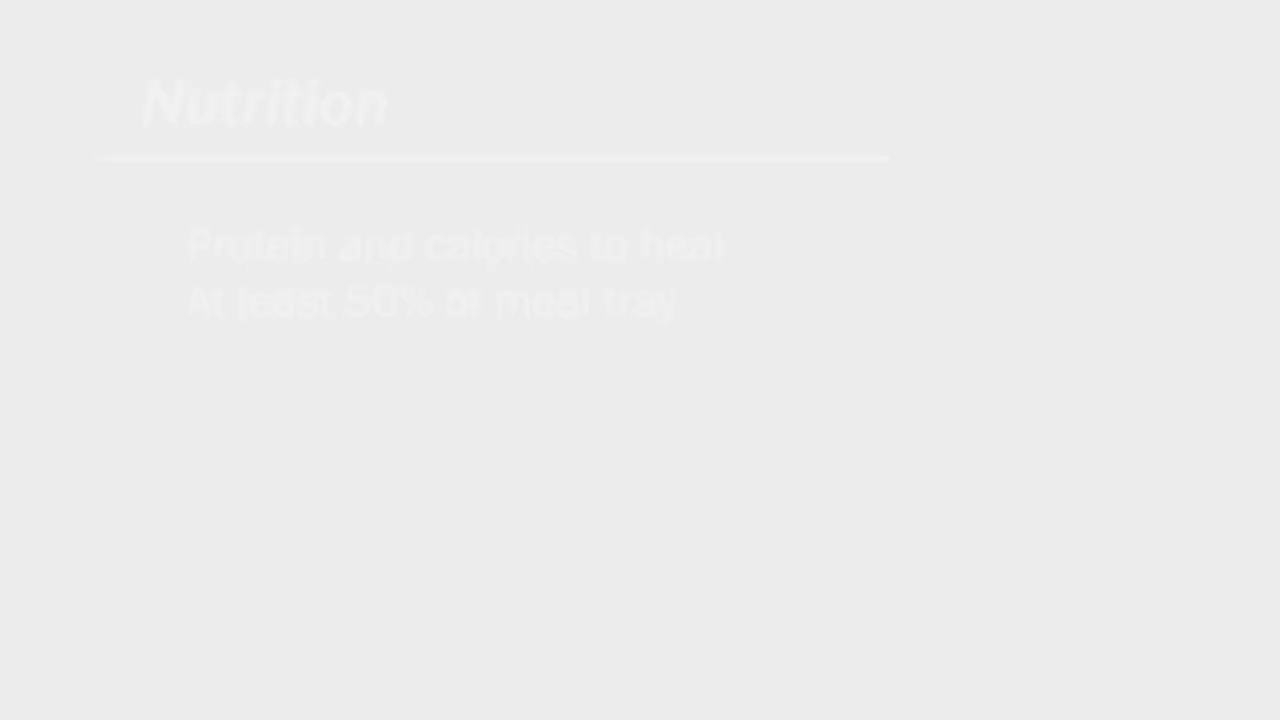 Nutrition
Protein and calories to heal
At least 50% of meal tray